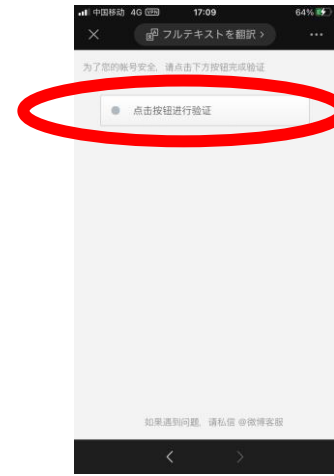 中国移动 4G VPN 17:09 64%
フルテキストを翻訳 >
为了您的账号安全，请点击下方按钮完成验证
点击按钮进行验证
如果遇到问题，请私信 @微博客服